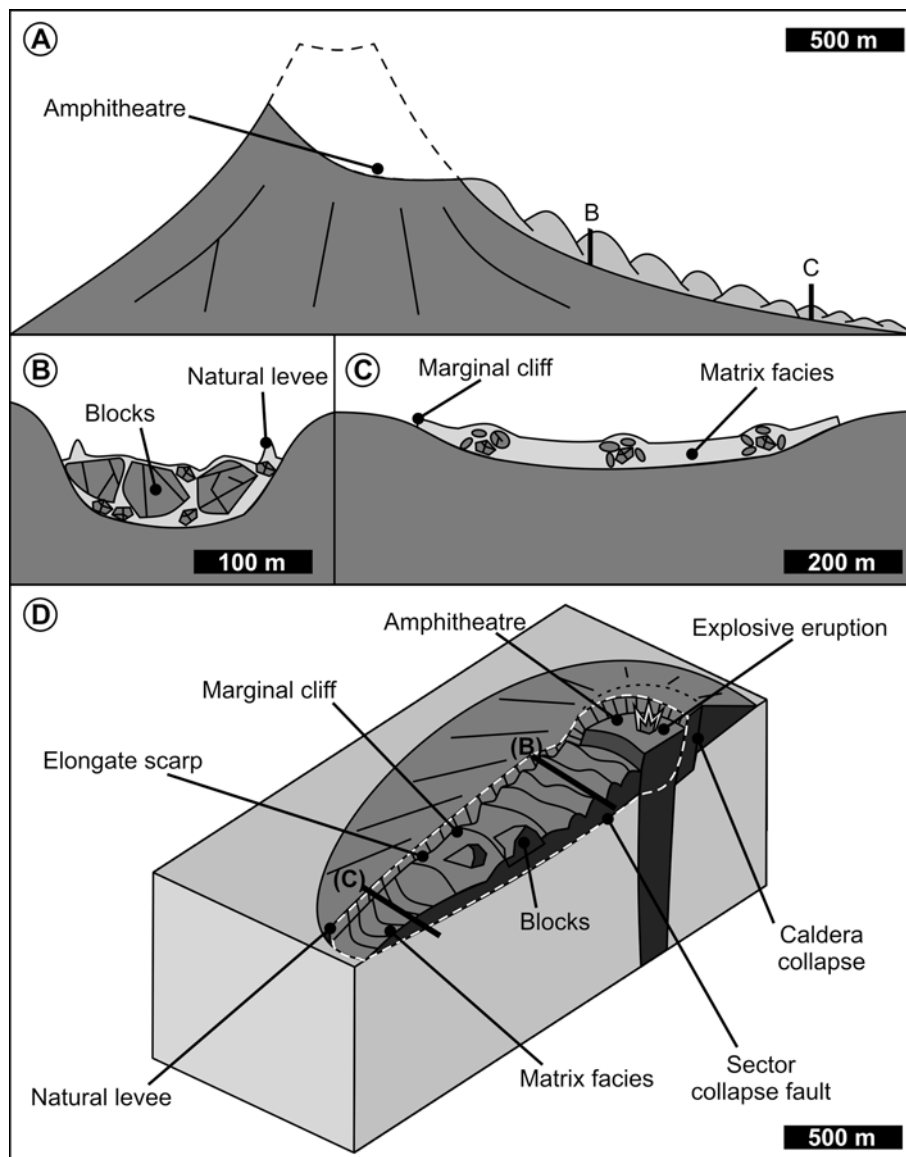 A
500 m
Amphitheatre
B
C
B
Natural levee
Blocks
100 m
C
Marginal cliff
Matrix facies
200 m
D
Amphitheatre
Explosive eruption
Marginal cliff
Elongate scarp
(B)
(C)
Blocks
Caldera
collapse
Natural levee
Matrix facies
Sector
collapse fault
500 m